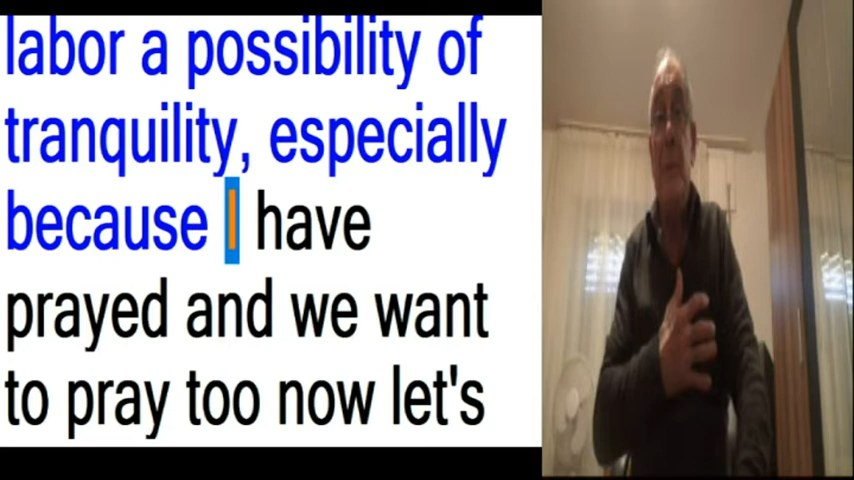 labor a possibility of
tranquility, especially
because I have
prayed and we want
to pray too now let's